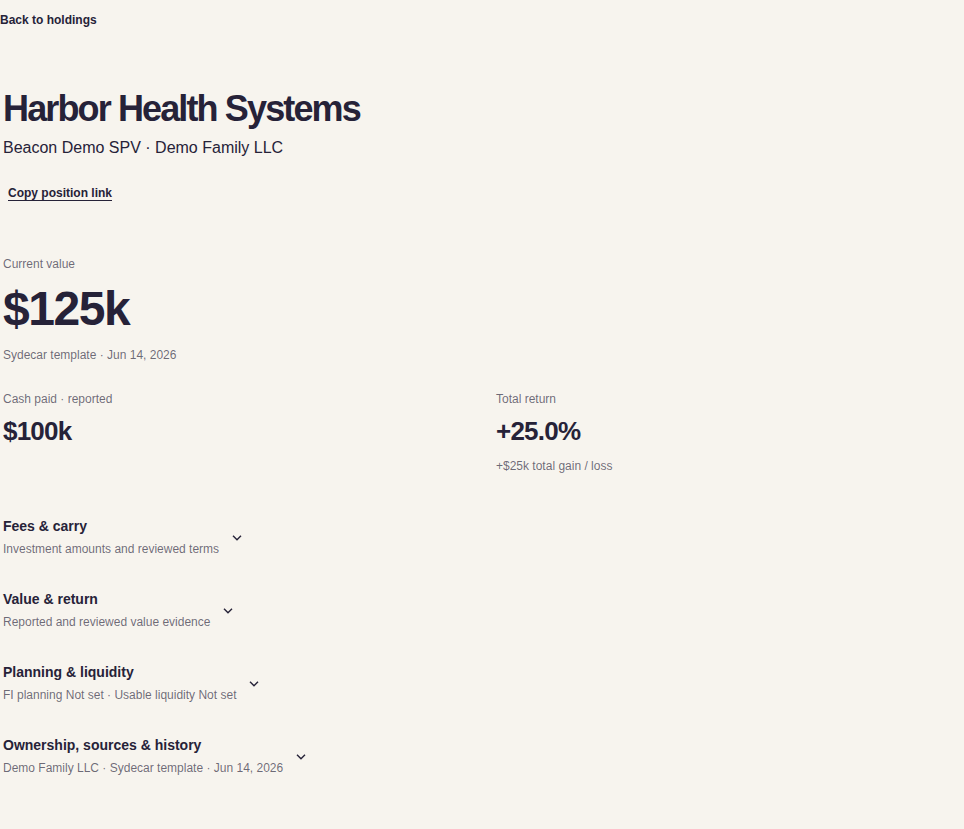 Back to holdings
Harbor Health Systems
Beacon Demo SPV · Demo Family LLC
Copy position link
Current value
$125k
Sydecar template · Jun 14, 2026
Cash paid · reported
$100k
Total return
+25.0%
+$25k total gain / loss
Fees & carry
Investment amounts and reviewed terms
Value & return
Reported and reviewed value evidence
Planning & liquidity
FI planning Not set · Usable liquidity Not set
Ownership, sources & history
Demo Family LLC · Sydecar template · Jun 14, 2026